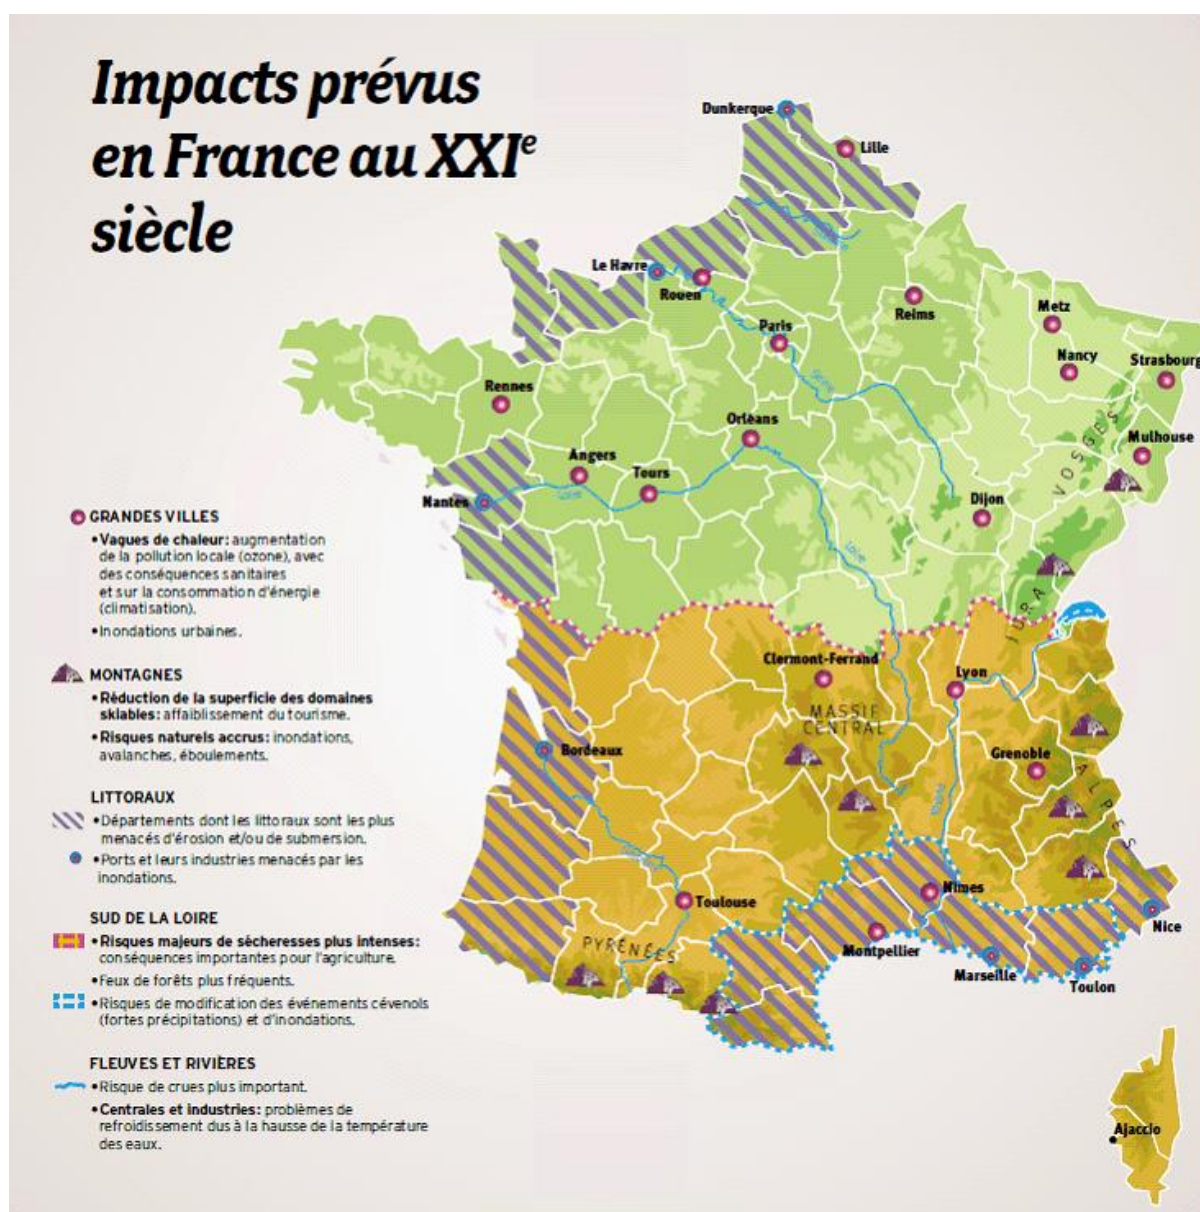 Impacts prévus
en France au XXIe
siècle
GRANDES VILLES
•Vaques de chaleur: augmentation
de la pollution locale (ozone), avec
des conséquences sanitaires
et sur la consommation d'énergie
(climatisation).
•Inondations urbaines.
MONTAGNES
•Réduction de la superficie des domaines
skiables: affaiblissement du tourisme.
•Risques naturels accrus: inondations,
avalanches, éboulements.
LITTORAUX
•Départements dont les littoraux sont les plus
menacés d'érosion et/ou de submersion.
•Ports et leurs industries menacés par les
inondations.
SUD DE LA LOIRE
•Risques majeurs de sècheresses plus intenses:
conséquences importantes pour l'agriculture.
•Feux de forêts plus fréquents.
•Risques de modification des événements cévenols
(fortes précipitations) et d'inondations.
FLEUVES ET RIVIÈRES
•Risque de crues plus important.
•Centrales et industries: problèmes de
refroidissement dus à la hausse de la température
des eaux.
Dunkerque
Lille
Le Havre
Rouen
Reims
Metz
Paris
Nancy
Strasbourg
Seine
Rennes
Orléans
VOSGES
Mulhouse
Angers
Tours
Nantes
Loire
Dijon
Loire
JURA
Clermont-Ferrand
Lyon
MASSIF
CENTRAL
Bordeaux
Grenoble
ALPES
Rhône
Toulouse
Nîmes
Nice
PYRÉNÉES
Montpellier
Marseille
Toulon
Ajaccio